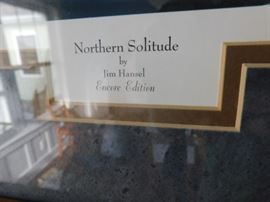 Northern Solitude
by
Jim Hansel
Encore Edition